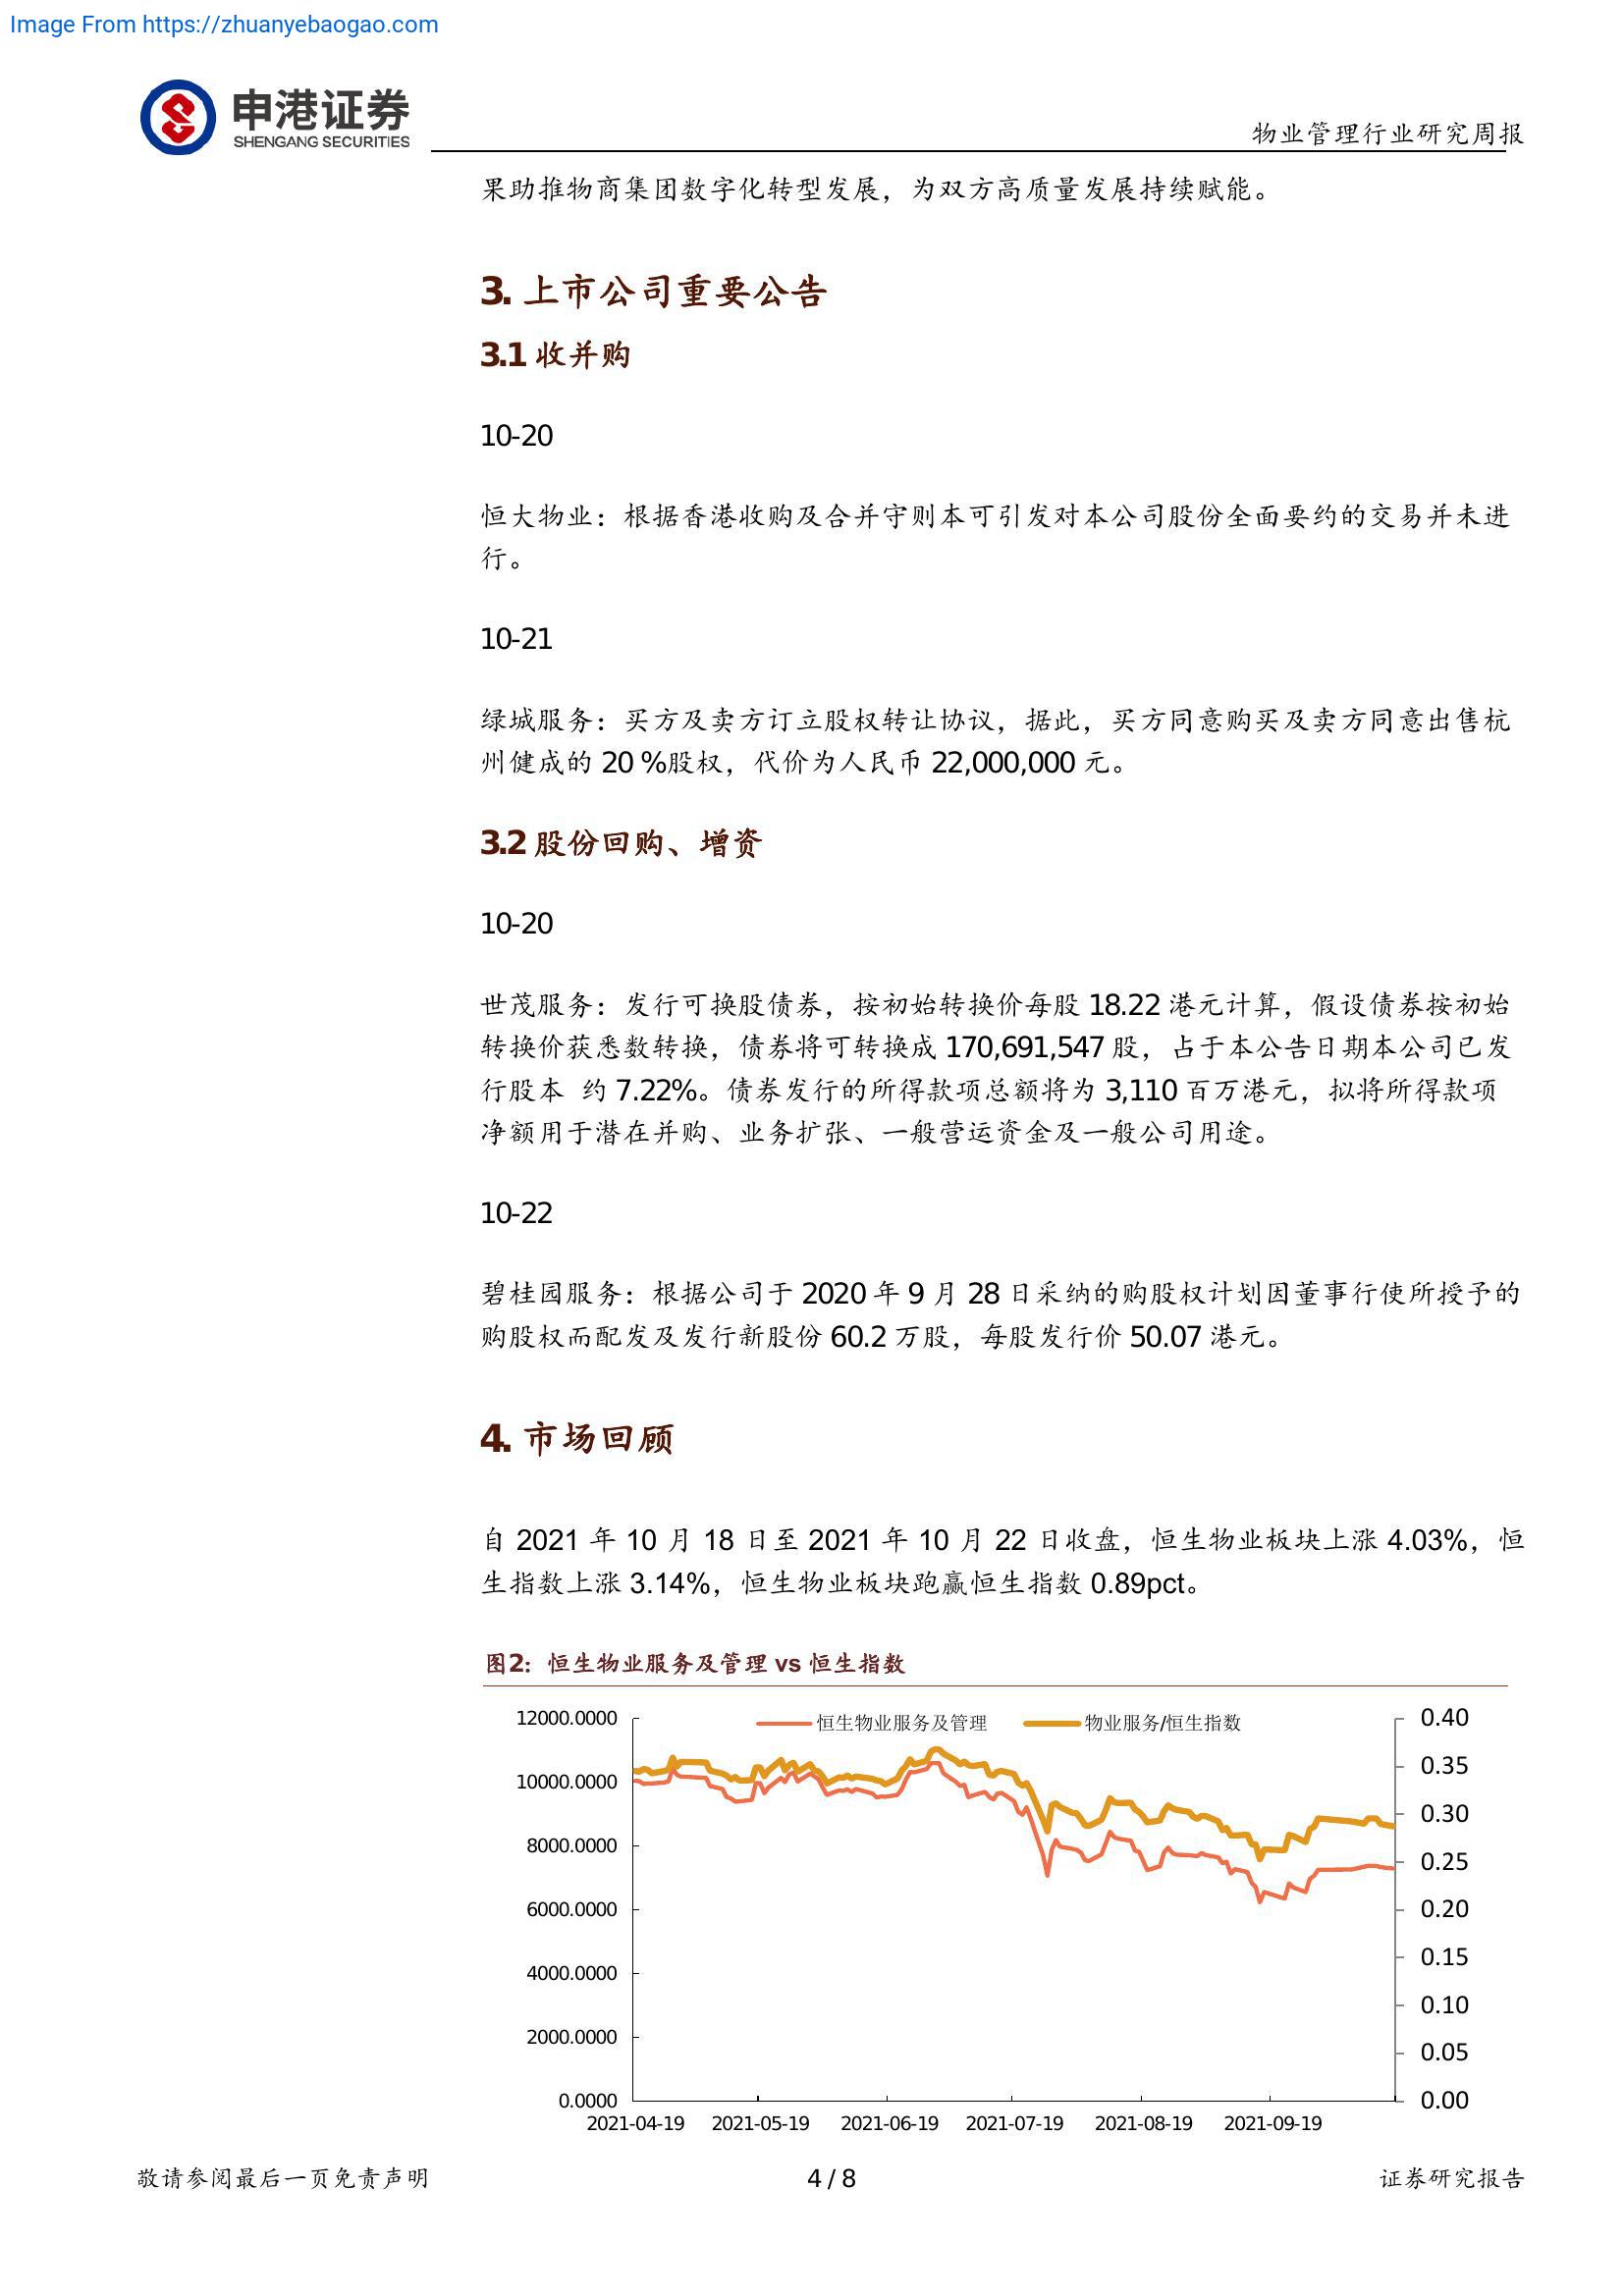 Image From https://zhuanyebaogao.com
申港证券
SHENGANG SECURITIES
物业管理行业研究周报
果助推物商集团数字化转型发展，为双方高质量发展持续赋能。
3. 上市公司重要公告
3.1 收并购
10-20
恒大物业：根据香港收购及合并守则本可引发对本公司股份全面要约的交易并未进
行。
10-21
绿城服务：买方及卖方订立股权转让协议，据此，买方同意购买及卖方同意出售杭
州健成的 20 %股权，代价为人民币 22,000,000 元。
3.2 股份回购、增资
10-20
世茂服务：发行可换股债券，按初始转换价每股 18.22 港元计算，假设债券按初始
转换价获悉数转换，债券将可转换成 170,691,547 股，占于本公告日期本公司已发
行股本 约 7.22%。债券发行的所得款项总额将为 3,110 百万港元，拟将所得款项
净额用于潜在并购、业务扩张、一般营运资金及一般公司用途。
10-22
碧桂园服务：根据公司于 2020 年 9 月 28 日采纳的购股权计划因董事行使所授予的
购股权而配发及发行新股份 60.2 万股，每股发行价 50.07 港元。
4. 市场回顾
自 2021 年 10 月 18 日至 2021 年 10 月 22 日收盘，恒生物业板块上涨 4.03%，恒
生指数上涨 3.14%，恒生物业板块跑赢恒生指数 0.89pct。
图2：恒生物业服务及管理 vs 恒生指数
恒生物业服务及管理 物业服务/恒生指数
12000.0000
10000.0000
8000.0000
6000.0000
4000.0000
2000.0000
0.0000
0.40
0.35
0.30
0.25
0.20
0.15
0.10
0.05
0.00
2021-04-19 2021-05-19 2021-06-19 2021-07-19 2021-08-19 2021-09-19
敬请参阅最后一页免责声明 4 / 8 证券研究报告